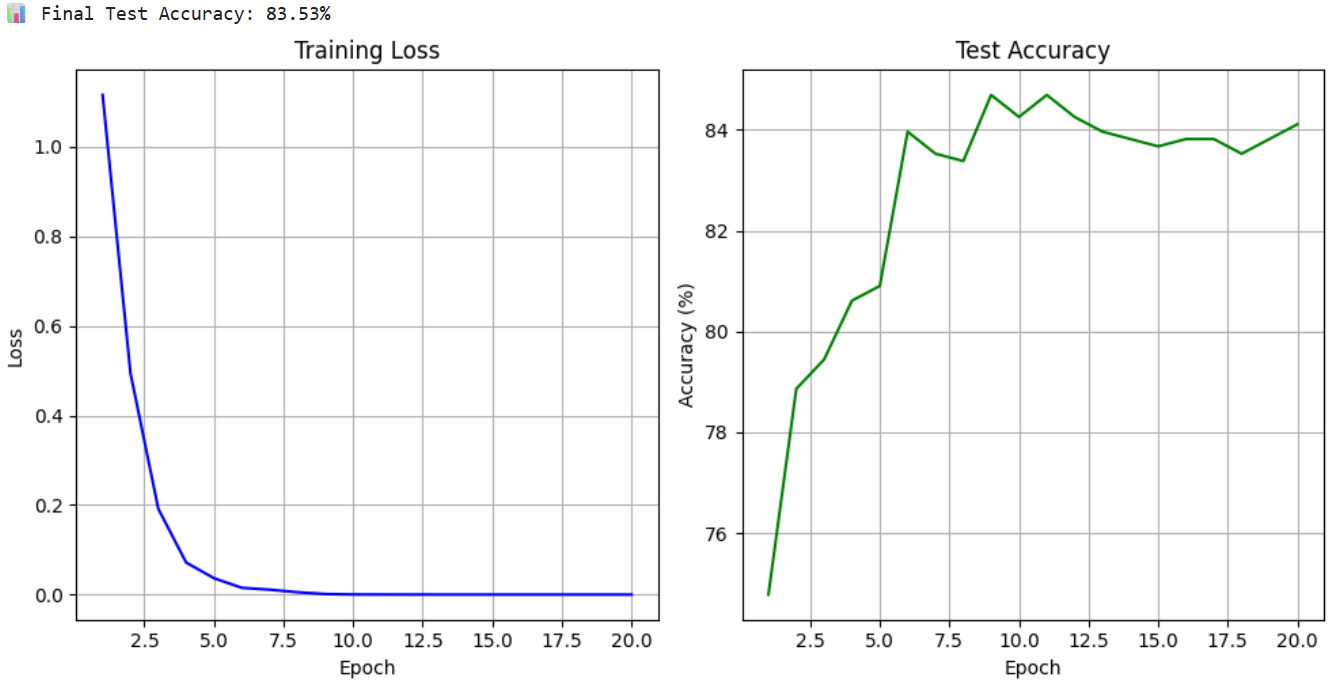 📊 Final Test Accuracy: 83.53%
Training Loss
Test Accuracy
Loss
1.0
0.8
0.6
0.4
0.2
0.0
2.5 5.0 7.5 10.0 12.5 15.0 17.5 20.0
Epoch
Accuracy (%)
84
82
80
78
76
2.5 5.0 7.5 10.0 12.5 15.0 17.5 20.0
Epoch